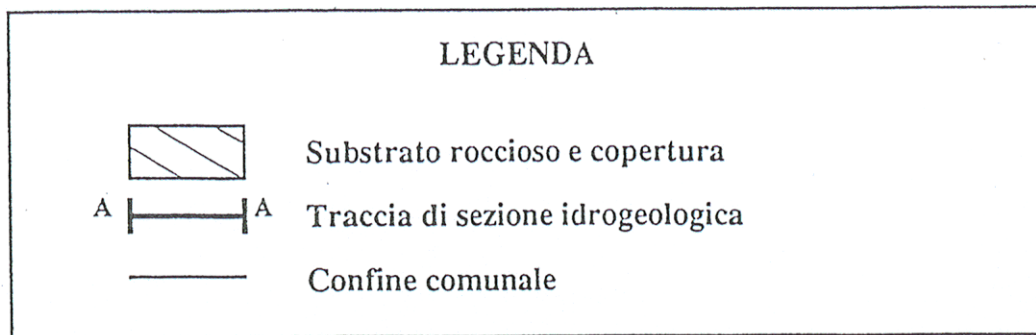 LEGENDA
Substrato roccioso e copertura
A A Traccia di sezione idrogeologica
Confine comunale